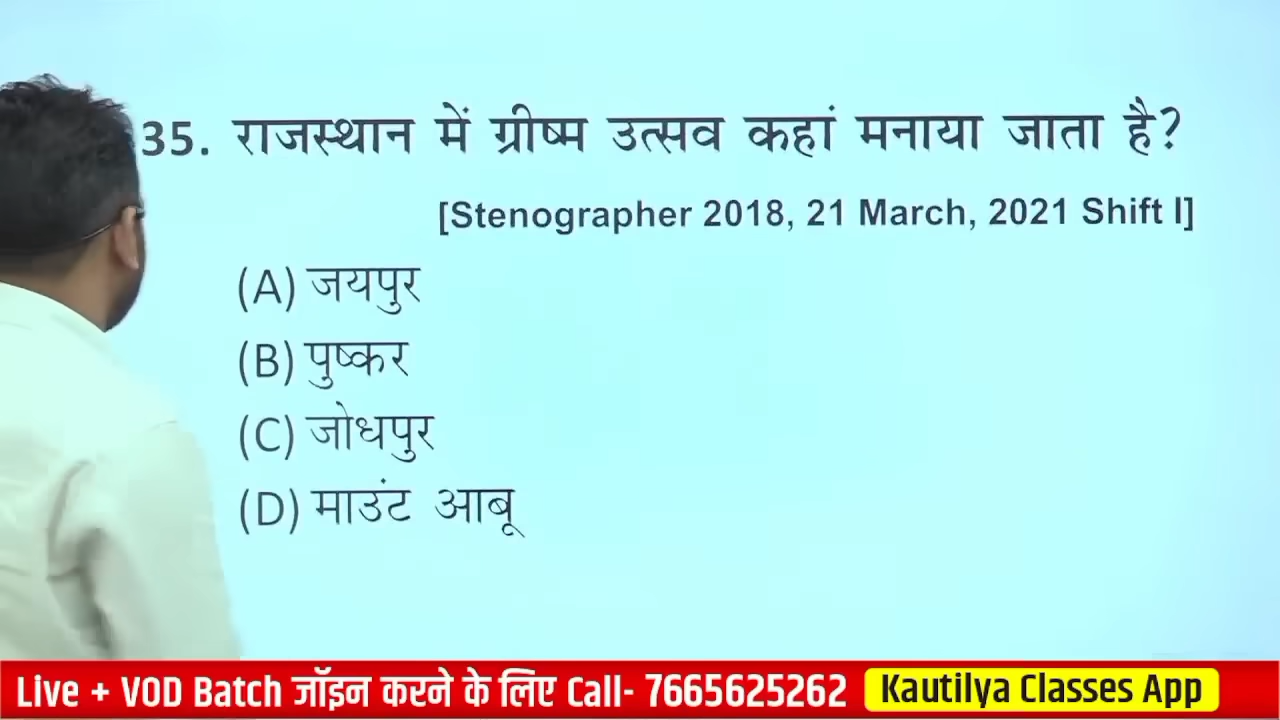 35. राजस्थान में ग्रीष्म उत्सव कहां मनाया जाता है?
[Stenographer 2018, 21 March, 2021 Shift I]
(A) जयपुर
(B) पुष्कर
(C) जोधपुर
(D) माउंट आबू
Live + VOD Batch जॉइन करने के लिए Call- 7665625262 Kautilya Classes App